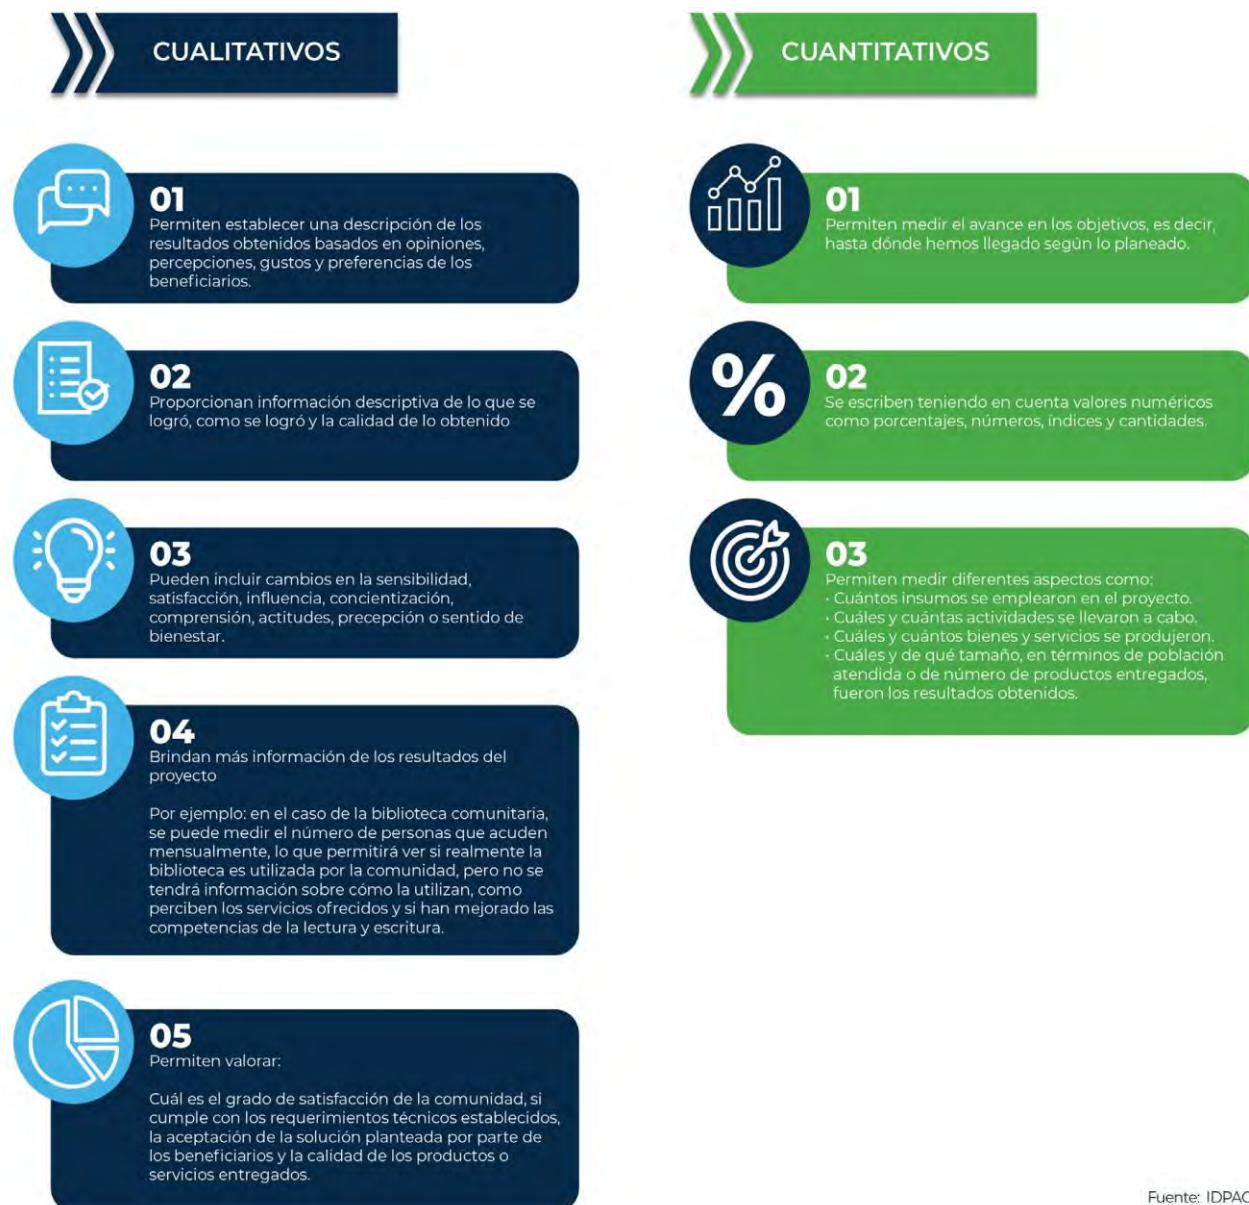 CUALITATIVOS
01
Permiten establecer una descripción de los
resultados obtenidos basados en opiniones,
percepciones, gustos y preferencias de los
beneficiarios.
02
Proporcionan información descriptiva de lo que se
logró, como se logró y la calidad de lo obtenido
03
Pueden incluir cambios en la sensibilidad,
satisfacción, influencia, concientización,
comprensión, actitudes, precepción o sentido de
bienestar.
04
Brindan más información de los resultados del
proyecto
Por ejemplo: en el caso de la biblioteca comunitaria,
se puede medir el número de personas que acuden
mensualmente, lo que permitirá ver si realmente la
biblioteca es utilizada por la comunidad, pero no se
tendrá información sobre cómo la utilizan, como
perciben los servicios ofrecidos y si han mejorado las
competencias de la lectura y escritura.
05
Permiten valorar:
Cuál es el grado de satisfacción de la comunidad, si
cumple con los requerimientos técnicos establecidos,
la aceptación de la solución planteada por parte de
los beneficiarios y la calidad de los productos o
servicios entregados.
CUANTITATIVOS
01
Permiten medir el avance en los objetivos, es decir,
hasta dónde hemos llegado según lo planeado.
%
02
Se escriben teniendo en cuenta valores numéricos
como porcentajes, números, índices y cantidades.
03
Permiten medir diferentes aspectos como:
• Cuántos insumos se emplearon en el proyecto.
• Cuáles y cuántas actividades se llevaron a cabo.
• Cuáles y cuántos bienes y servicios se produjeron.
• Cuáles y de qué tamaño, en términos de población
atendida o de número de productos entregados,
fueron los resultados obtenidos.
Fuente: IDPAC